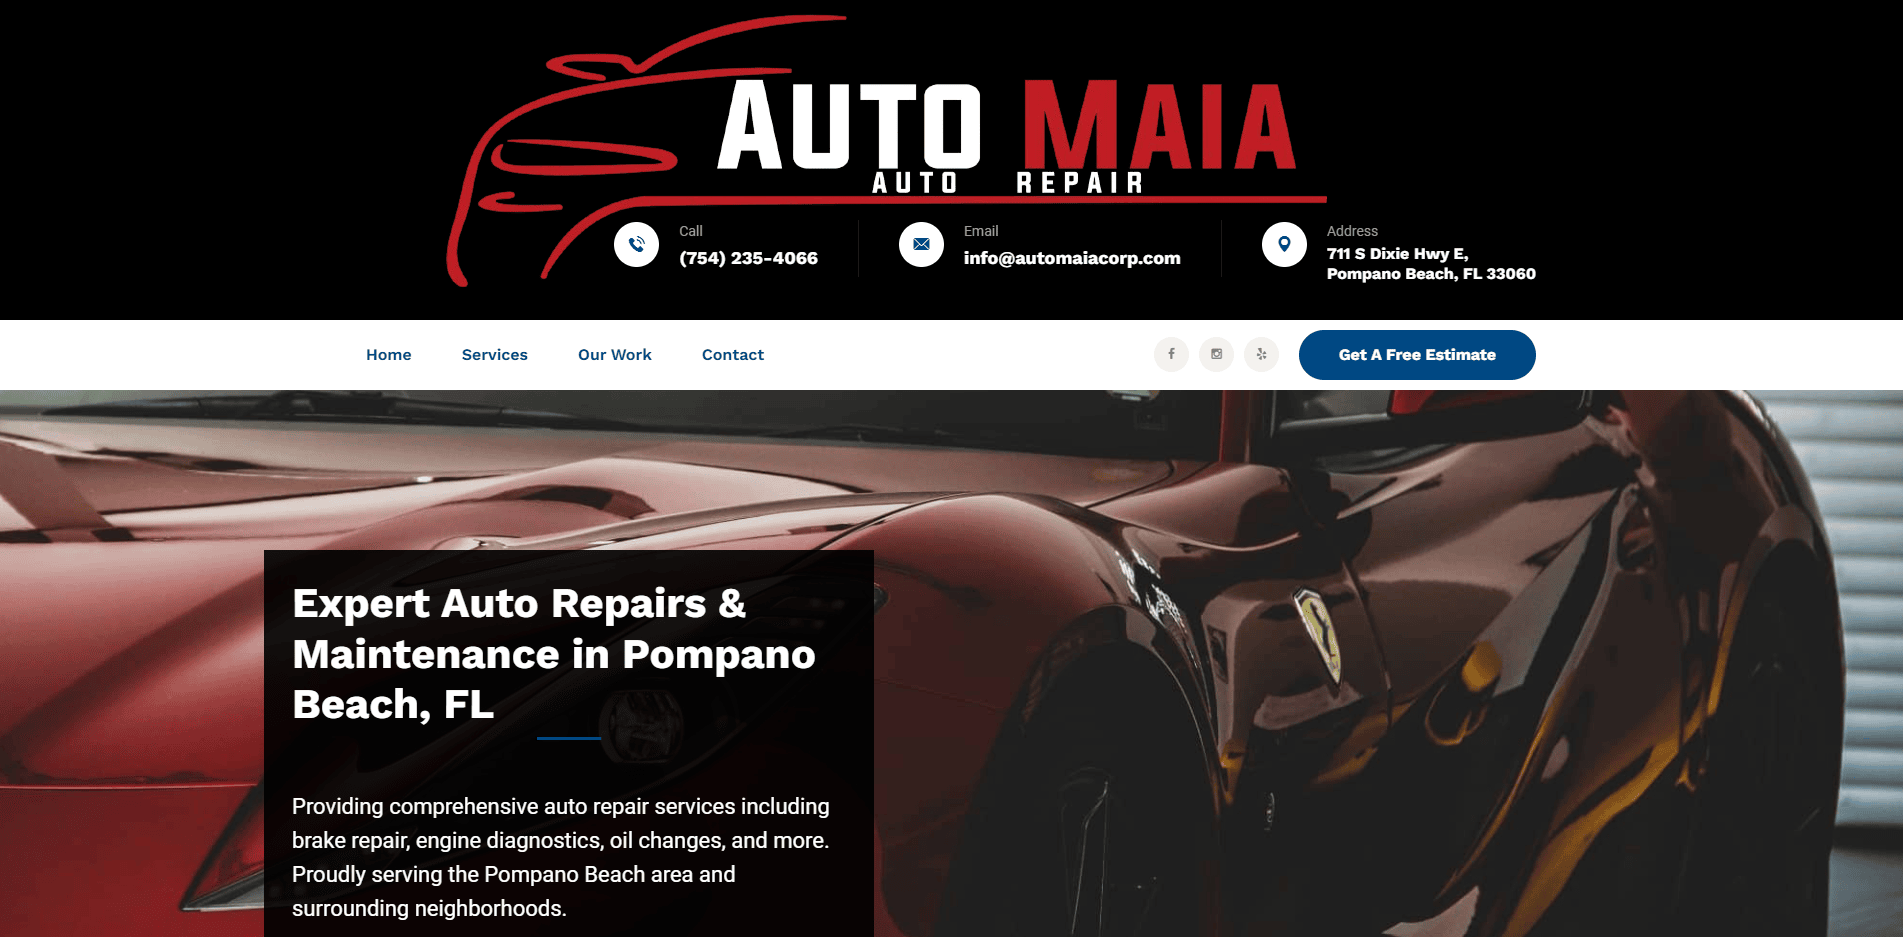 AUTO MAIA
AUTO REPAIR
Call
(754) 235-4066
Email
info@automaiacorp.com
Address
711 S Dixie Hwy E,
Pompano Beach, FL 33060
Home
Services
Our Work
Contact
Get A Free Estimate
Expert Auto Repairs &
Maintenance in Pompano
Beach, FL
Providing comprehensive auto repair services including
brake repair, engine diagnostics, oil changes, and more.
Proudly serving the Pompano Beach area and
surrounding neighborhoods.